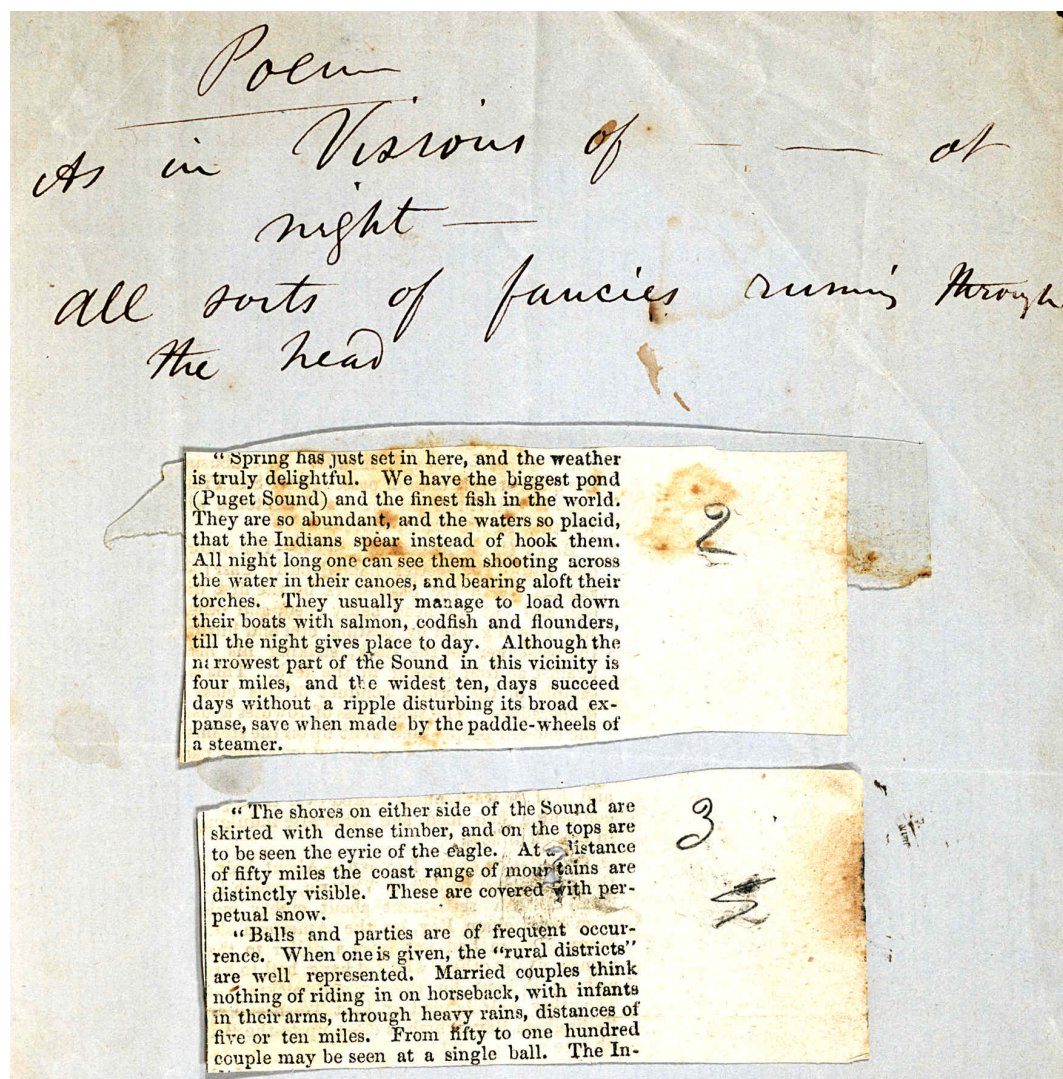 Poem
As in Visions of — — at
night —
All sorts of fancies runing through
the head
"Spring has just set in here, and the weather
is truly delightful. We have the biggest pond
(Puget Sound) and the finest fish in the world.
They are so abundant, and the waters so placid,
that the Indians spear instead of hook them.
All night long one can see them shooting across
the water in their canoes, and bearing aloft their
torches. They usually manage to load down
their boats with salmon, codfish and flounders,
till the night gives place to day. Although the
narrowest part of the Sound in this vicinity is
four miles, and the widest ten, days succeed
days without a ripple disturbing its broad ex-
panse, save when made by the paddle-wheels of
a steamer.
2
"The shores on either side of the Sound are
skirted with dense timber, and on the tops are
to be seen the eyrie of the eagle. At a distance
of fifty miles the coast range of mountains are
distinctly visible. These are covered with per-
petual snow.
"Balls and parties are of frequent occur-
rence. When one is given, the "rural districts"
are well represented. Married couples think
nothing of riding in on horseback, with infants
in their arms, through heavy rains, distances of
five or ten miles. From fifty to one hundred
couple may be seen at a single ball. The In-
3